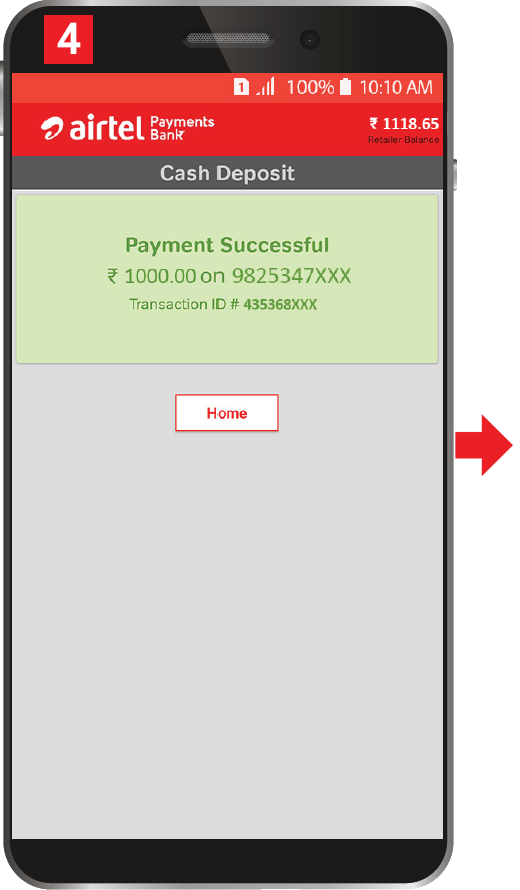 4
1 100% 10:10 AM
airtel Payments Bank
₹ 1118.65
Retailer Balance
Cash Deposit
Payment Successful
₹ 1000.00 on 9825347XXX
Transaction ID # 435368XXX
Home